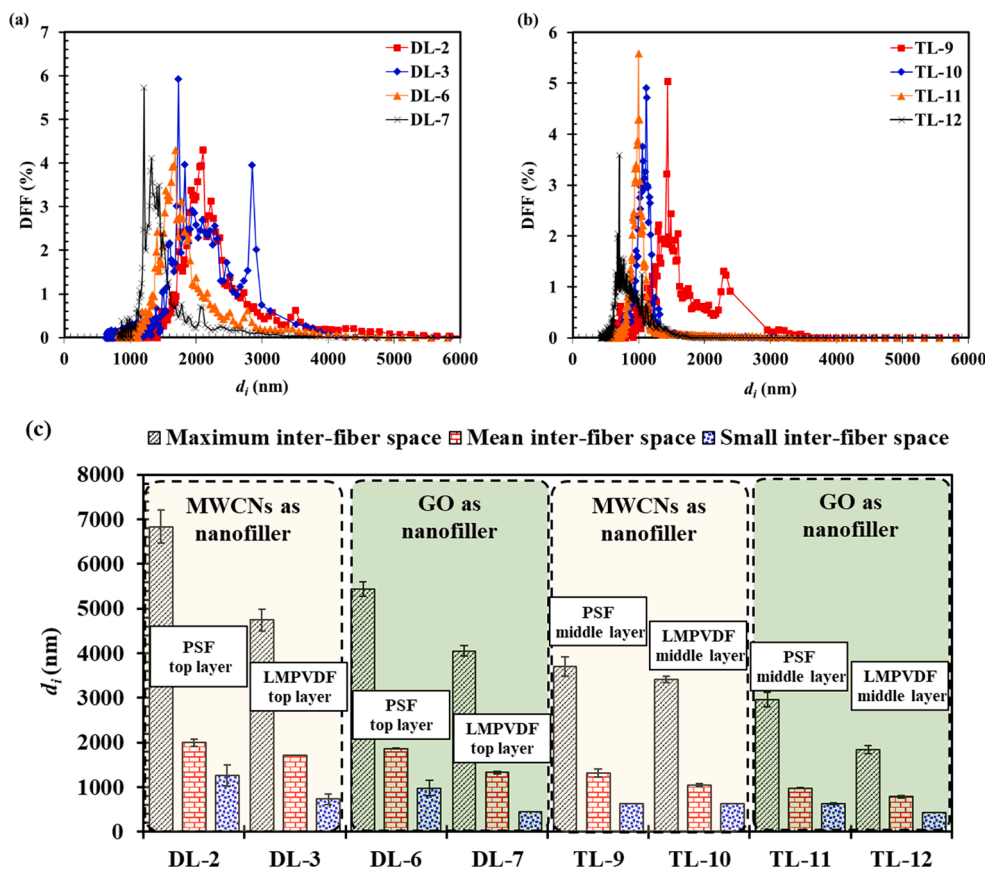 (a)
7
6
5
4
3
2
1
0
DFF (%)
0 1000 2000 3000 4000 5000 6000
di (nm)
DL-2
DL-3
DL-6
DL-7
(b)
6
5
4
3
2
1
0
DFF (%)
0 1000 2000 3000 4000 5000 6000
di (nm)
TL-9
TL-10
TL-11
TL-12
(c)
Maximum inter-fiber space Mean inter-fiber space Small inter-fiber space
8000
7000
6000
5000
4000
3000
2000
1000
0
di (nm)
MWCNs as
nanofiller
GO as
nanofiller
MWCNs as
nanofiller
GO as
nanofiller
PSF
top layer
LMPVDF
top layer
PSF
top layer
LMPVDF
top layer
PSF
middle layer
LMPVDF
middle layer
PSF
middle layer
LMPVDF
middle layer
DL-2 DL-3 DL-6 DL-7 TL-9 TL-10 TL-11 TL-12